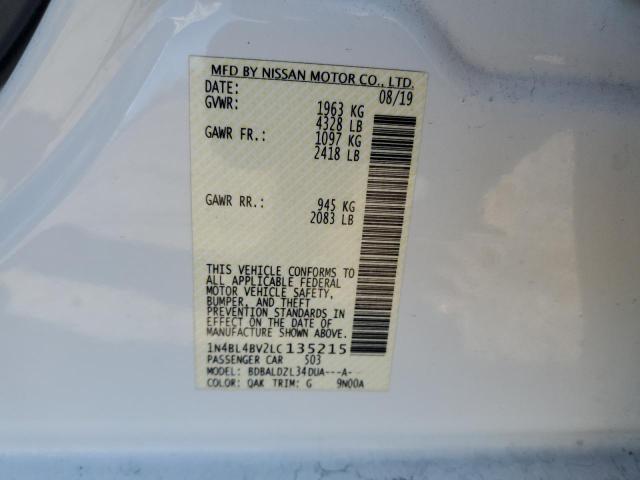 MFD BY NISSAN MOTOR CO., LTD.
DATE: 08/19
GVWR: 1963 KG
4328 LB
GAWR FR.: 1097 KG
2418 LB
GAWR RR.: 945 KG
2083 LB
THIS VEHICLE CONFORMS TO
ALL APPLICABLE FEDERAL
MOTOR VEHICLE SAFETY,
BUMPER, AND THEFT
PREVENTION STANDARDS IN
EFFECT ON THE DATE OF
MANUFACTURE SHOWN ABOVE.
1N4BL4BV2LC135215
PASSENGER CAR 503
MODEL: BDBALDZL34DUA---A-
COLOR: QAK TRIM: G 9N00A